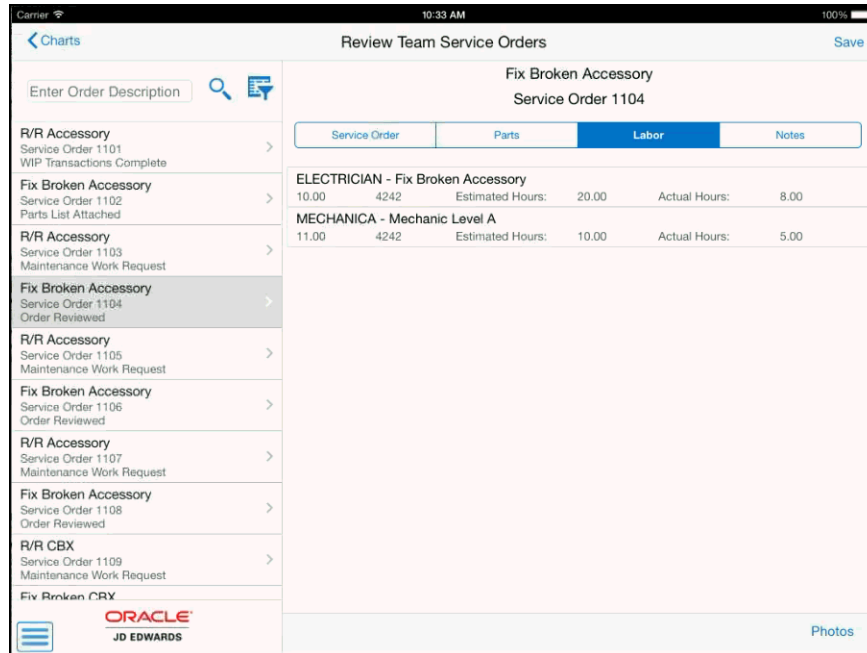 Carrier 10:33 AM 100%
Charts Review Team Service Orders Save
Enter Order Description
R/R Accessory
Service Order 1101
WIP Transactions Complete
Fix Broken Accessory
Service Order 1102
Parts List Attached
R/R Accessory
Service Order 1103
Maintenance Work Request
Fix Broken Accessory
Service Order 1104
Order Reviewed
R/R Accessory
Service Order 1105
Maintenance Work Request
Fix Broken Accessory
Service Order 1106
Order Reviewed
R/R Accessory
Service Order 1107
Maintenance Work Request
Fix Broken Accessory
Service Order 1108
Order Reviewed
R/R CBX
Service Order 1109
Maintenance Work Request
Fix Broken CBX
ORACLE
JD EDWARDS
Fix Broken Accessory
Service Order 1104
Service Order Parts Labor Notes
ELECTRICIAN - Fix Broken Accessory
10.00 4242 Estimated Hours: 20.00 Actual Hours: 8.00
MECHANICA - Mechanic Level A
11.00 4242 Estimated Hours: 10.00 Actual Hours: 5.00
Photos